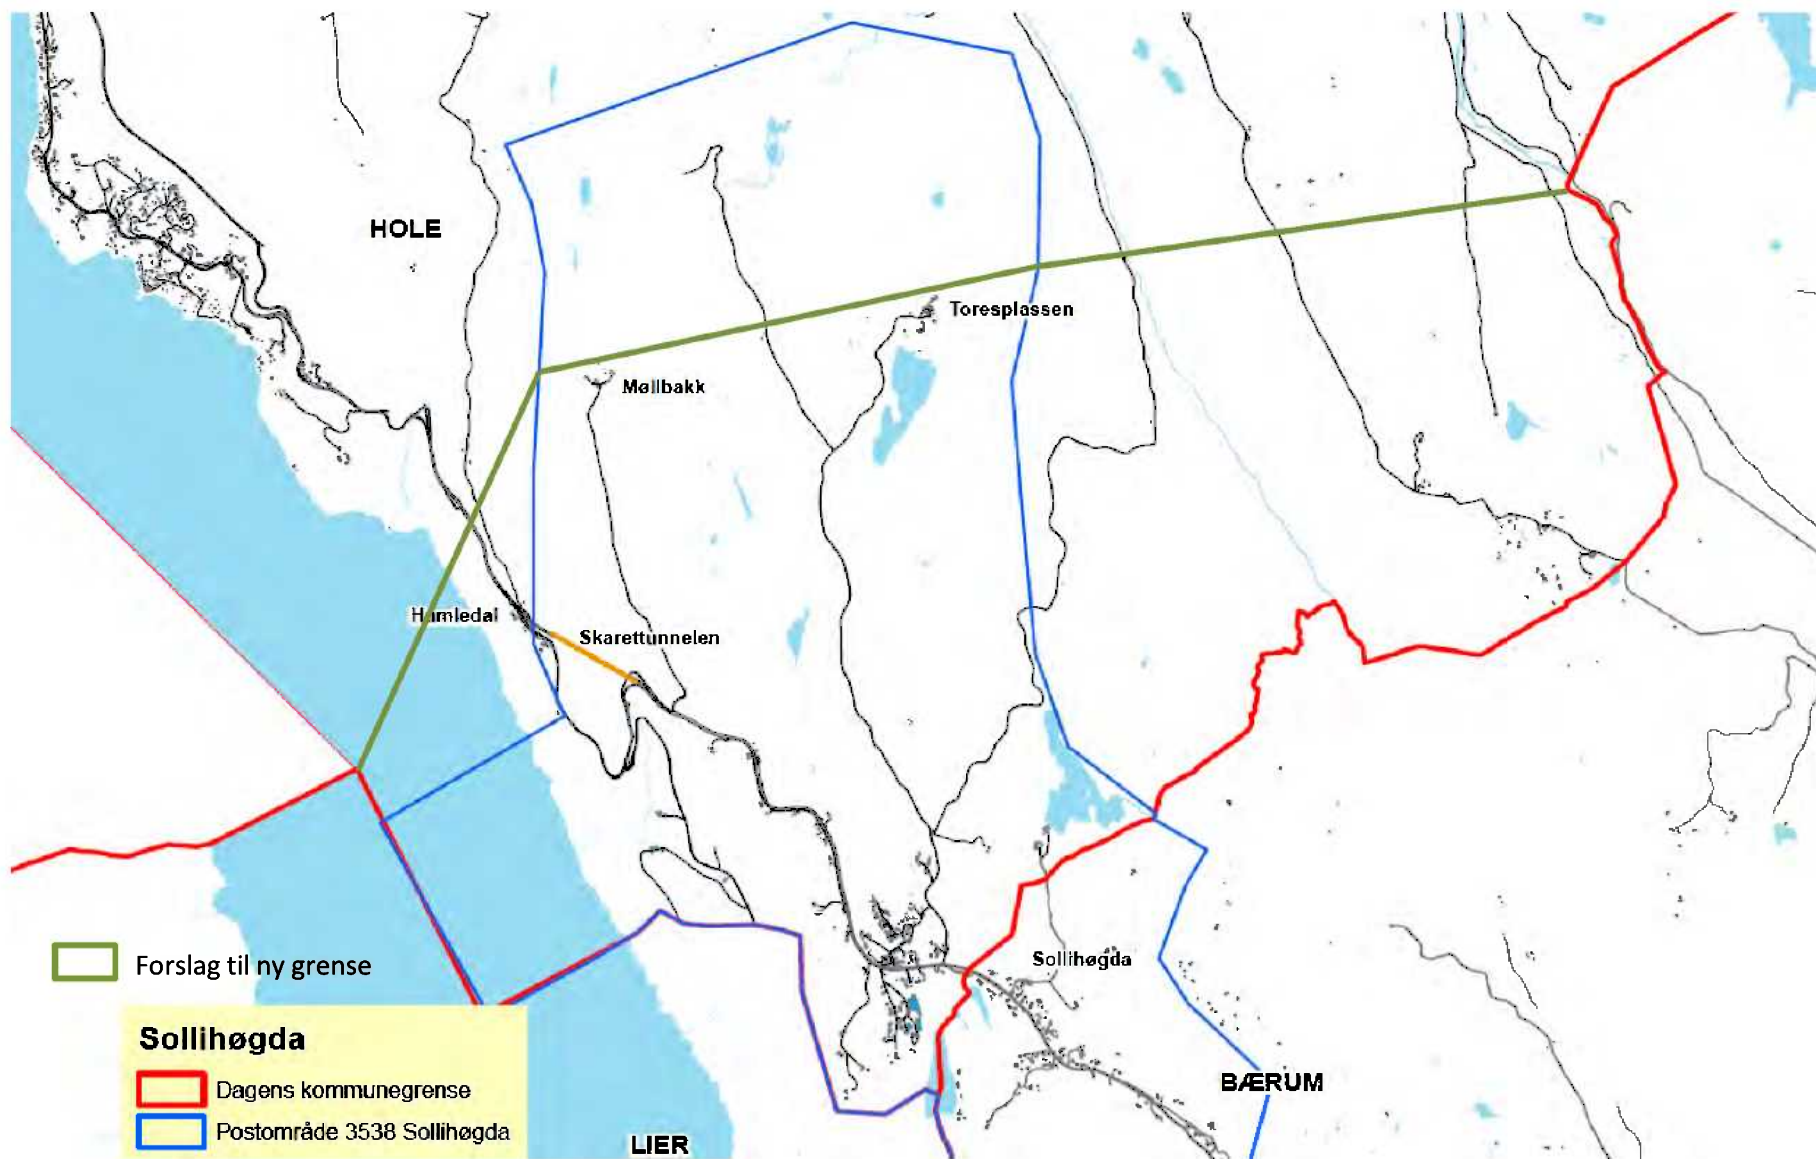 HOLE
Toresplassen
Møllbakk
Hamledal
Skarettunnelen
Sollihøgda
BÆRUM
LIER
Forslag til ny grense
Sollihøgda
Dagens kommunegrense
Postområde 3538 Sollihøgda